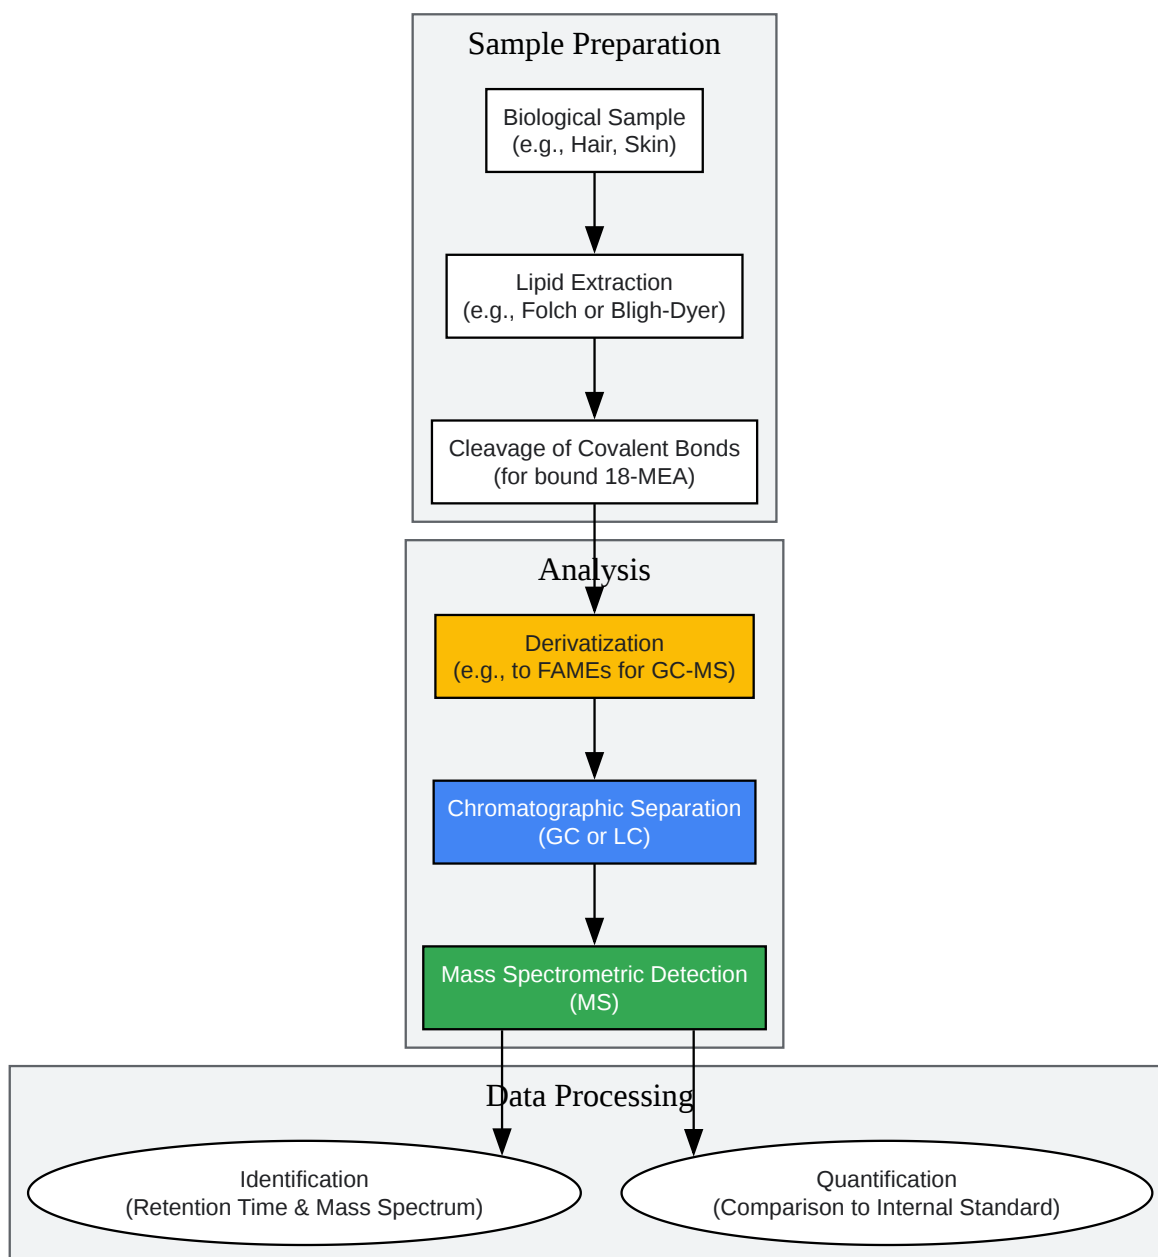 Sample Preparation
Biological Sample
(e.g., Hair, Skin)
Lipid Extraction
(e.g., Folch or Bligh-Dyer)
Cleavage of Covalent Bonds
(for bound 18-MEA)
Analysis
Derivatization
(e.g., to FAMEs for GC-MS)
Chromatographic Separation
(GC or LC)
Mass Spectrometric Detection
(MS)
Data Processing
Identification
(Retention Time & Mass Spectrum)
Quantification
(Comparison to Internal Standard)